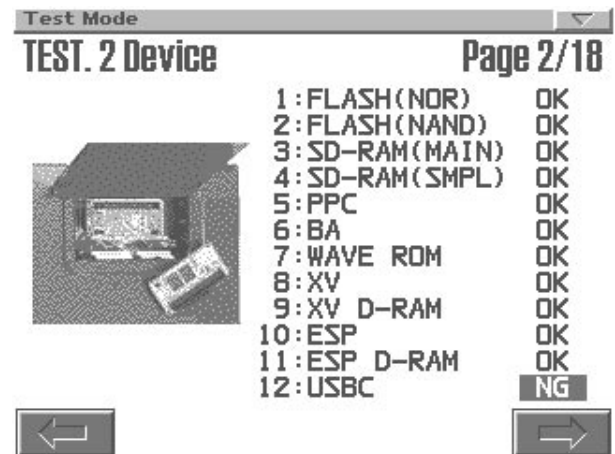 Test Mode
TEST. 2 Device Page 2/18
1:FLASH(NOR) OK
2:FLASH(NAND) OK
3:SD-RAM(MAIN) OK
4:SD-RAM(SMPL) OK
5:PPC OK
6:BA OK
7:WAVE ROM OK
8:XV OK
9:XV D-RAM OK
10:ESP OK
11:ESP D-RAM OK
12:USBC NG